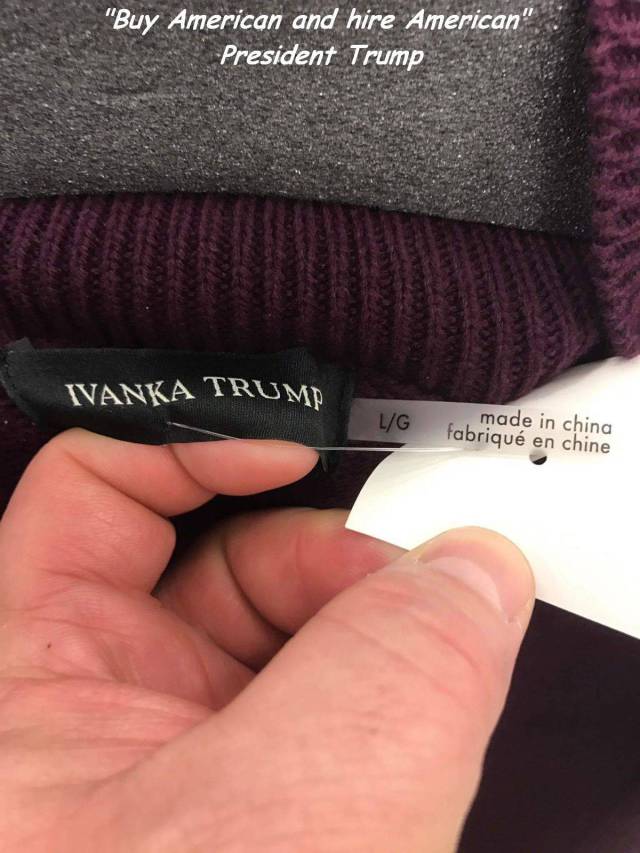 "Buy American and hire American"
President Trump
IVANKA TRUMP
L/G
made in china
fabriqué en chine